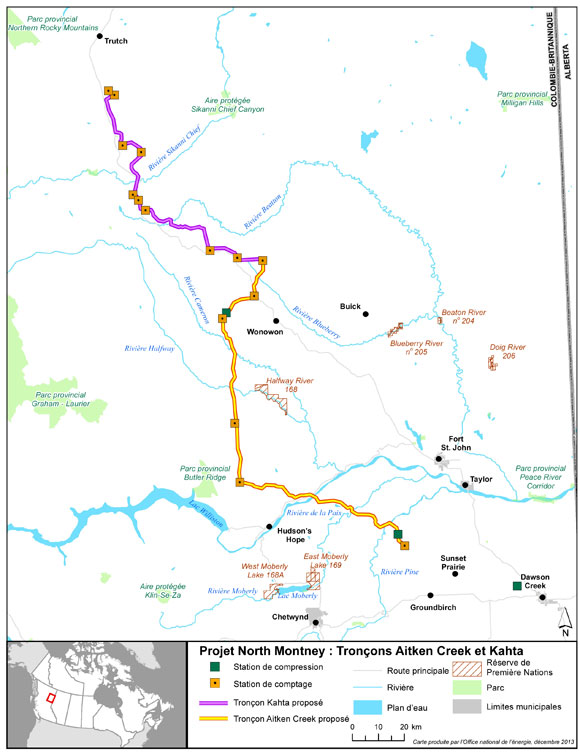 Parc provincial
Northern Rocky Mountains
Trutch
COLOMBIE-BRITANNIQUE
ALBERTA
Aire protégée
Sikanni Chief Canyon
Parc provincial
Milligan Hills
Rivière Sikanni Chief
Rivière Beatton
Rivière Cameron
Rivière Blueberry
Buick
Wonowon
Beaton River
nº 204
Blueberry River
nº 205
Doig River
206
Rivière Halfway
Halfway River
168
Parc provincial
Graham - Laurier
Fort
St. John
Taylor
Parc provincial
Butler Ridge
Parc provincial
Peace River
Corridor
Lac Williston
Rivière de la Paix
Hudson's
Hope
East Moberly
Lake 169
West Moberly
Lake 168A
Rivière Pine
Sunset
Prairie
Dawson
Creek
Aire protégée
Klin-Se-Za
Rivière Moberly
Lac Moberly
Groundbirch
Chetwynd
N
Projet North Montney : Tronçons Aitken Creek et Kahta
Station de compression
Station de comptage
Tronçon Kahta proposé
Tronçon Aitken Creek proposé
Route principale
Rivière
Plan d'eau
Réserve de
Première Nations
Parc
Limites municipales
20 10 0 20
km
Carte produite par l'Office national de l'énergie, décembre 2013